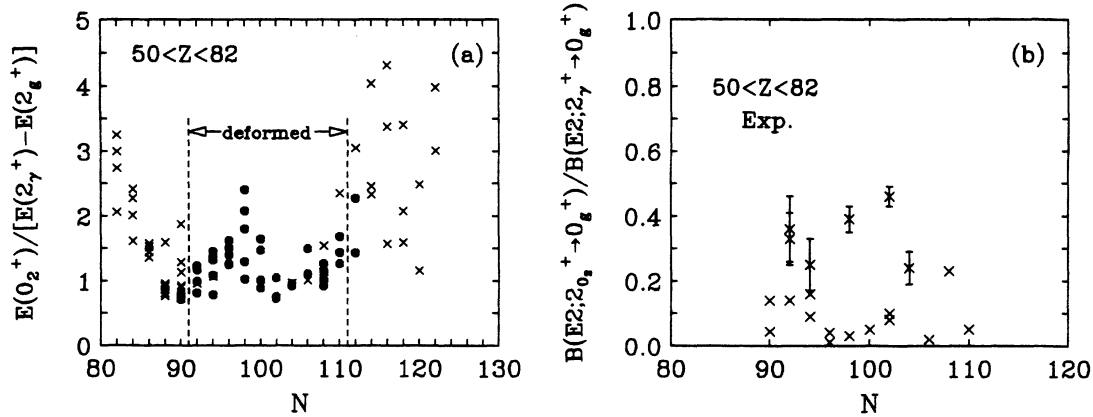 E(0₂⁺)/[E(2ᵧ⁺)−E(2g⁺)]
5
4
3
2
1
0
50<Z<82
(a)
deformed
80
90
100
110
120
130
N
B(E2;2₀₂⁺→0g⁺)/B(E2;2ᵧ⁺→0g⁺)
1.0
0.8
0.6
0.4
0.2
0.0
(b)
50<Z<82
Exp.
80
90
100
110
120
N